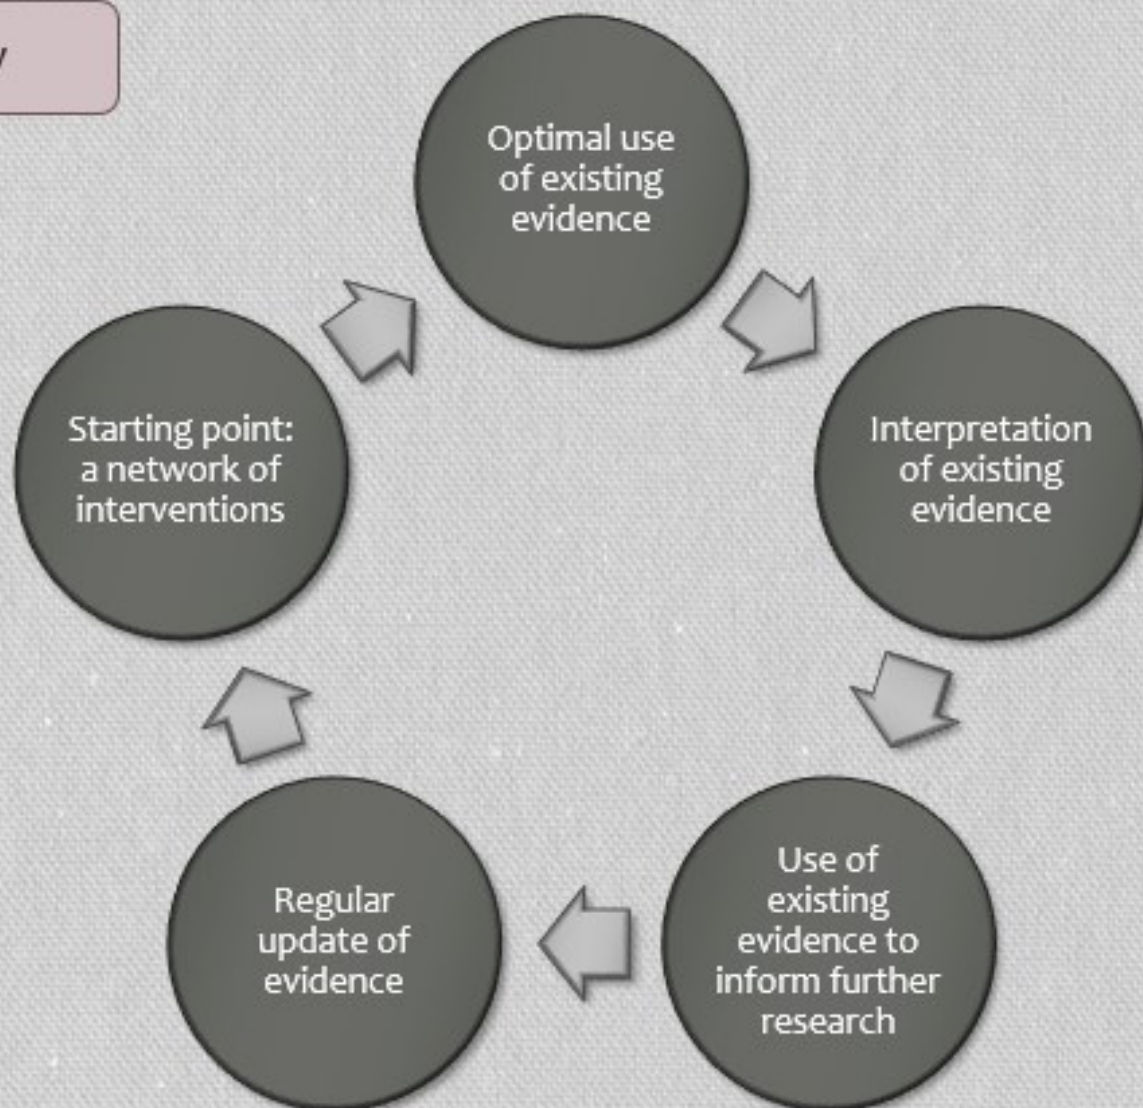 Optimal use
of existing
evidence
Interpretation
of existing
evidence
Use of
existing
evidence to
inform further
research
Regular
update of
evidence
Starting point:
a network of
interventions